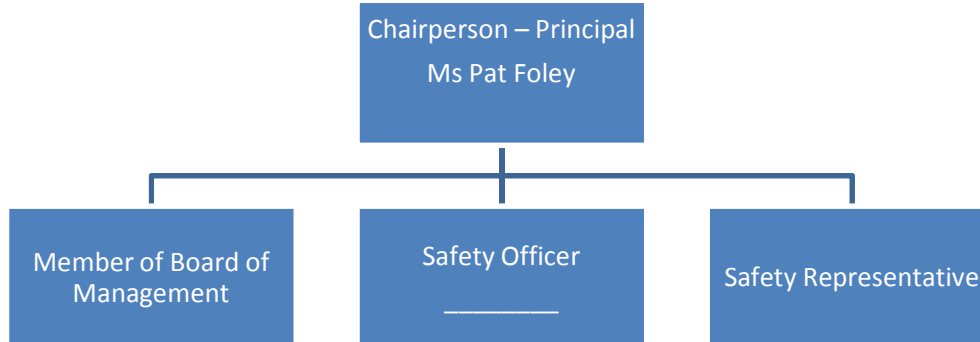 Chairperson – Principal
Ms Pat Foley
Member of Board of
Management
Safety Officer
________
Safety Representative